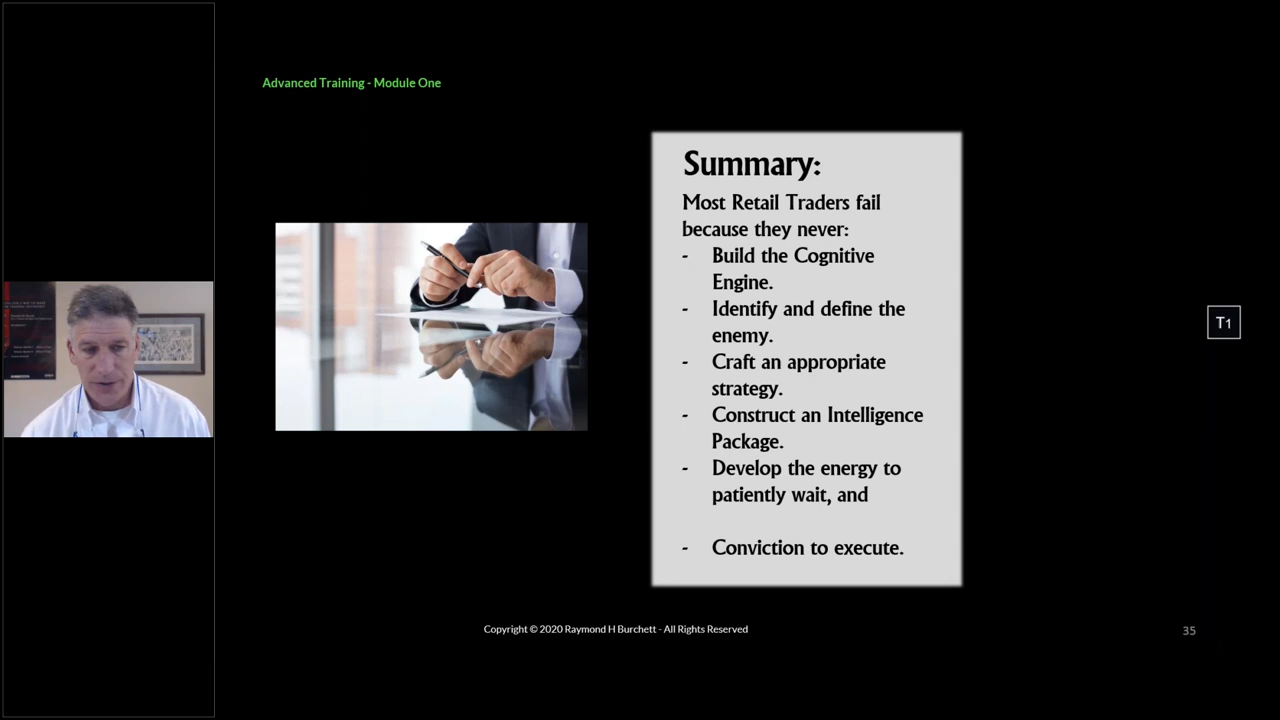 Advanced Training - Module One
Summary:
Most Retail Traders fail
because they never:
- Build the Cognitive
Engine.
- Identify and define the
enemy.
- Craft an appropriate
strategy.
- Construct an Intelligence
Package.
- Develop the energy to
patiently wait, and
- Conviction to execute.
T1
Copyright © 2020 Raymond H Burchett - All Rights Reserved
35